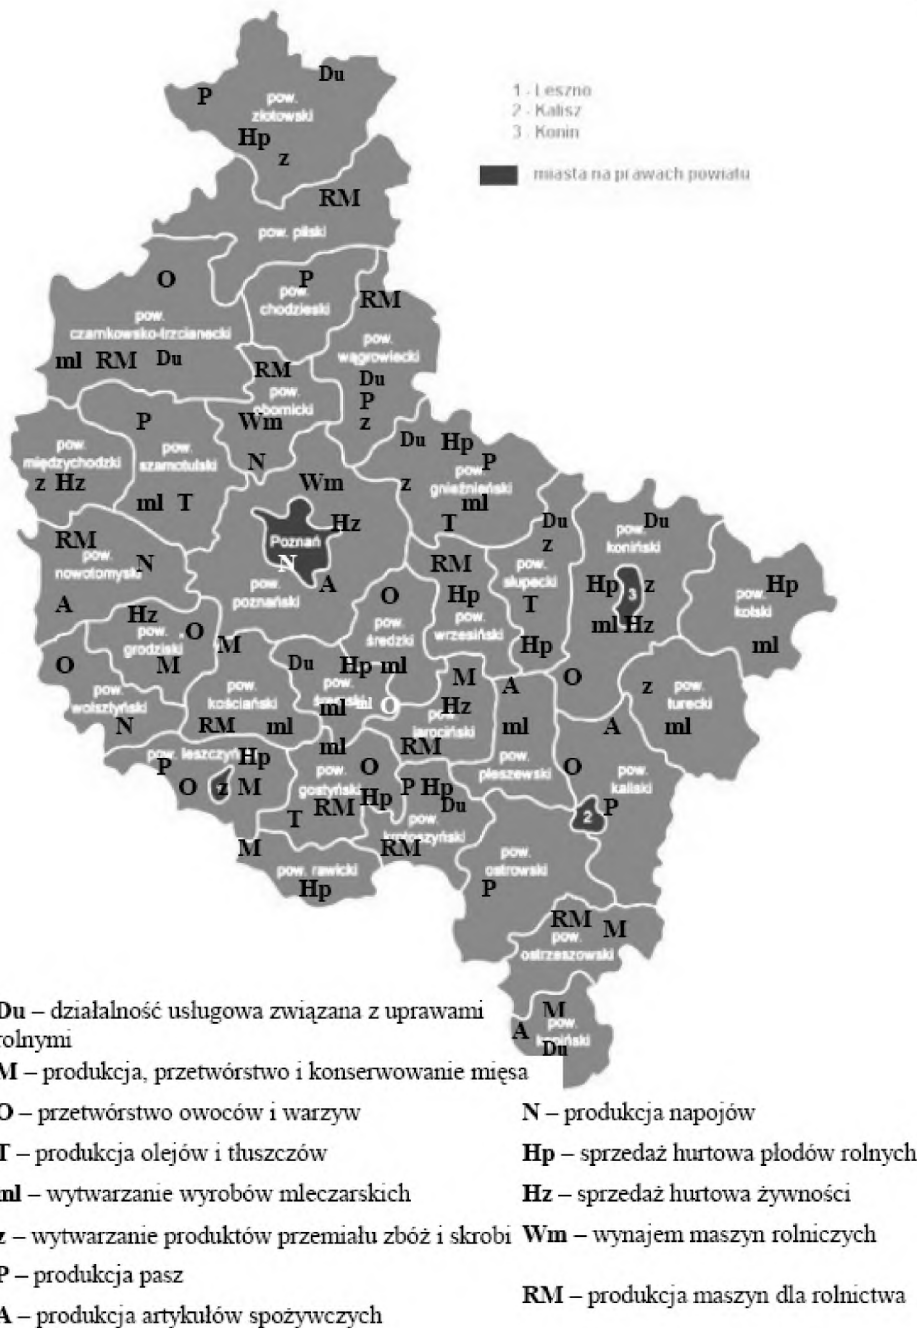 Du
P
pow.
złotowski
Hp
z
1 - Leszno
2 - Kalisz
3 - Konin
miasta na prawach powiatu
RM
pow. pilski
O
P
pow.
chodzieski
RM
pow.
czarnkowsko-trzcianecki
pow.
wągrowiecki
ml RM Du
RM
pow.
obornicki
Du
P
z
Wm
N
P
pow.
szamotulski
ml T
pow.
międzychodzki
z Hz
Du Hp
P
pow.
gnieźnieński
z
ml
T
Wm
Hz
Poznań
N
A
pow.
poznański
RM
pow.
nowotomyski
N
A
Du
z
pow.
słupecki
T
Hp
Du
pow.
koniński
Hp
3
z
ml Hz
O
Hp
pow.
kolski
ml
RM
Hp
pow.
wrzesiński
O
pow.
średzki
Hp ml
Hz
pow.
grodziski
O
M
M
pow.
kościański
RM ml
Du
pow.
ml
ml
O
O
pow.
wolsztyński
N
M
Hz
pow.
jarociński
RM
A
ml
pow.
pleszewski
z
pow.
turecki
ml
A
O
pow.
kaliski
P
2
pow. leszczyń
Hp
P
O
z
M
ml
pow.
gostyński
O
RM
Hp
T
P Hp
Du
pow.
krotoszyński
RM
M
pow. rawicki
Hp
pow.
ostrowski
P
RM
M
pow.
ostrzeszowski
M
A
pow.
Du
Du – działalność usługowa związana z uprawami
rolnymi
M – produkcja, przetwórstwo i konserwowanie mięsa
O – przetwórstwo owoców i warzyw
T – produkcja olejów i tłuszczów
ml – wytwarzanie wyrobów mleczarskich
z – wytwarzanie produktów przemiału zbóż i skrobi
P – produkcja pasz
A – produkcja artykułów spożywczych
N – produkcja napojów
Hp – sprzedaż hurtowa płodów rolnych
Hz – sprzedaż hurtowa żywności
Wm – wynajem maszyn rolniczych
RM – produkcja maszyn dla rolnictwa